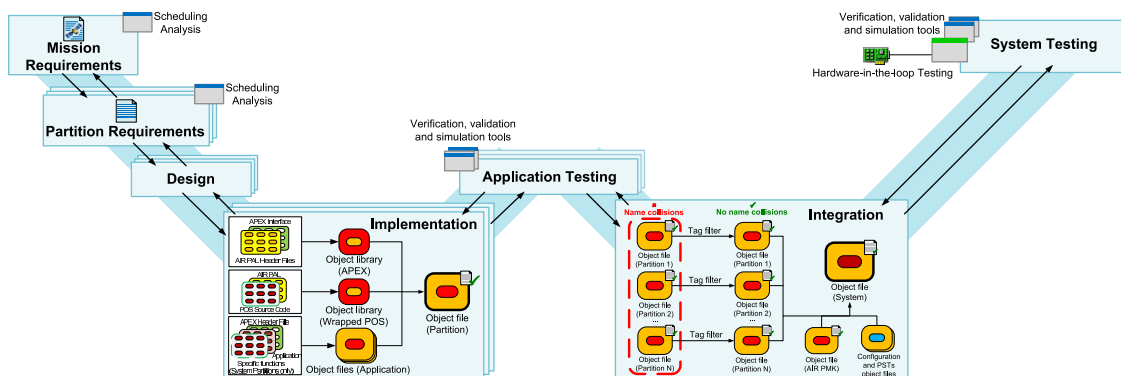 Scheduling
Analysis
Mission
Requirements
Scheduling
Analysis
Partition Requirements
Design
Verification, validation
and simulation tools
Application Testing
Verification, validation
and simulation tools
Hardware-in-the-loop Testing
System Testing
Implementation
APEX Interface
AIR PAL Header Files
Object library
(APEX)
AIR PAL
POS Source Code
Object library
(Wrapped POS)
APEX Header File
Application
Specific functions
(System Partitions only)
Object files (Application)
Object file
(Partition)
Integration
Name collisions
No name collisions
Tag filter
Object file
(Partition 1)
Object file
(Partition 1)
Tag filter
Object file
(Partition 2)
...
Object file
(Partition 2)
...
Tag filter
Object file
(Partition N)
Object file
(Partition N)
Object file
(System)
Object file
(AIR PMK)
Configuration
and PSTs
object files